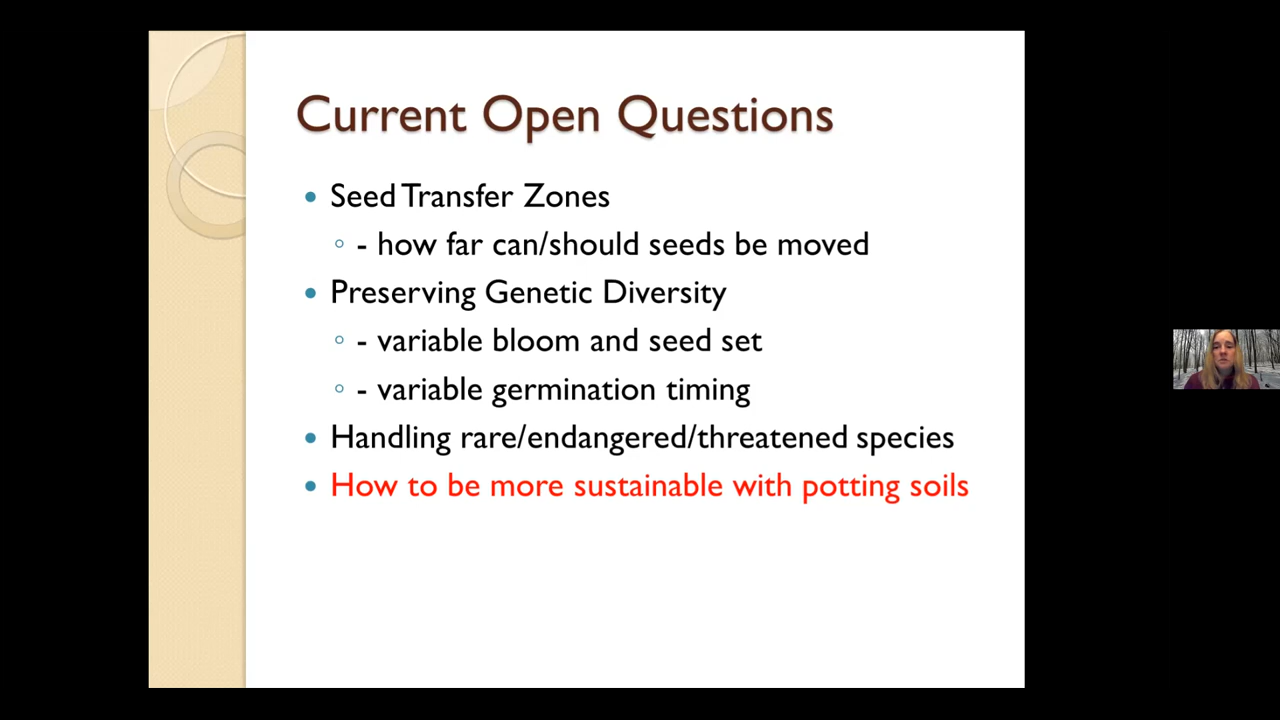 Current Open Questions
Seed Transfer Zones
- how far can/should seeds be moved
Preserving Genetic Diversity
- variable bloom and seed set
- variable germination timing
Handling rare/endangered/threatened species
How to be more sustainable with potting soils